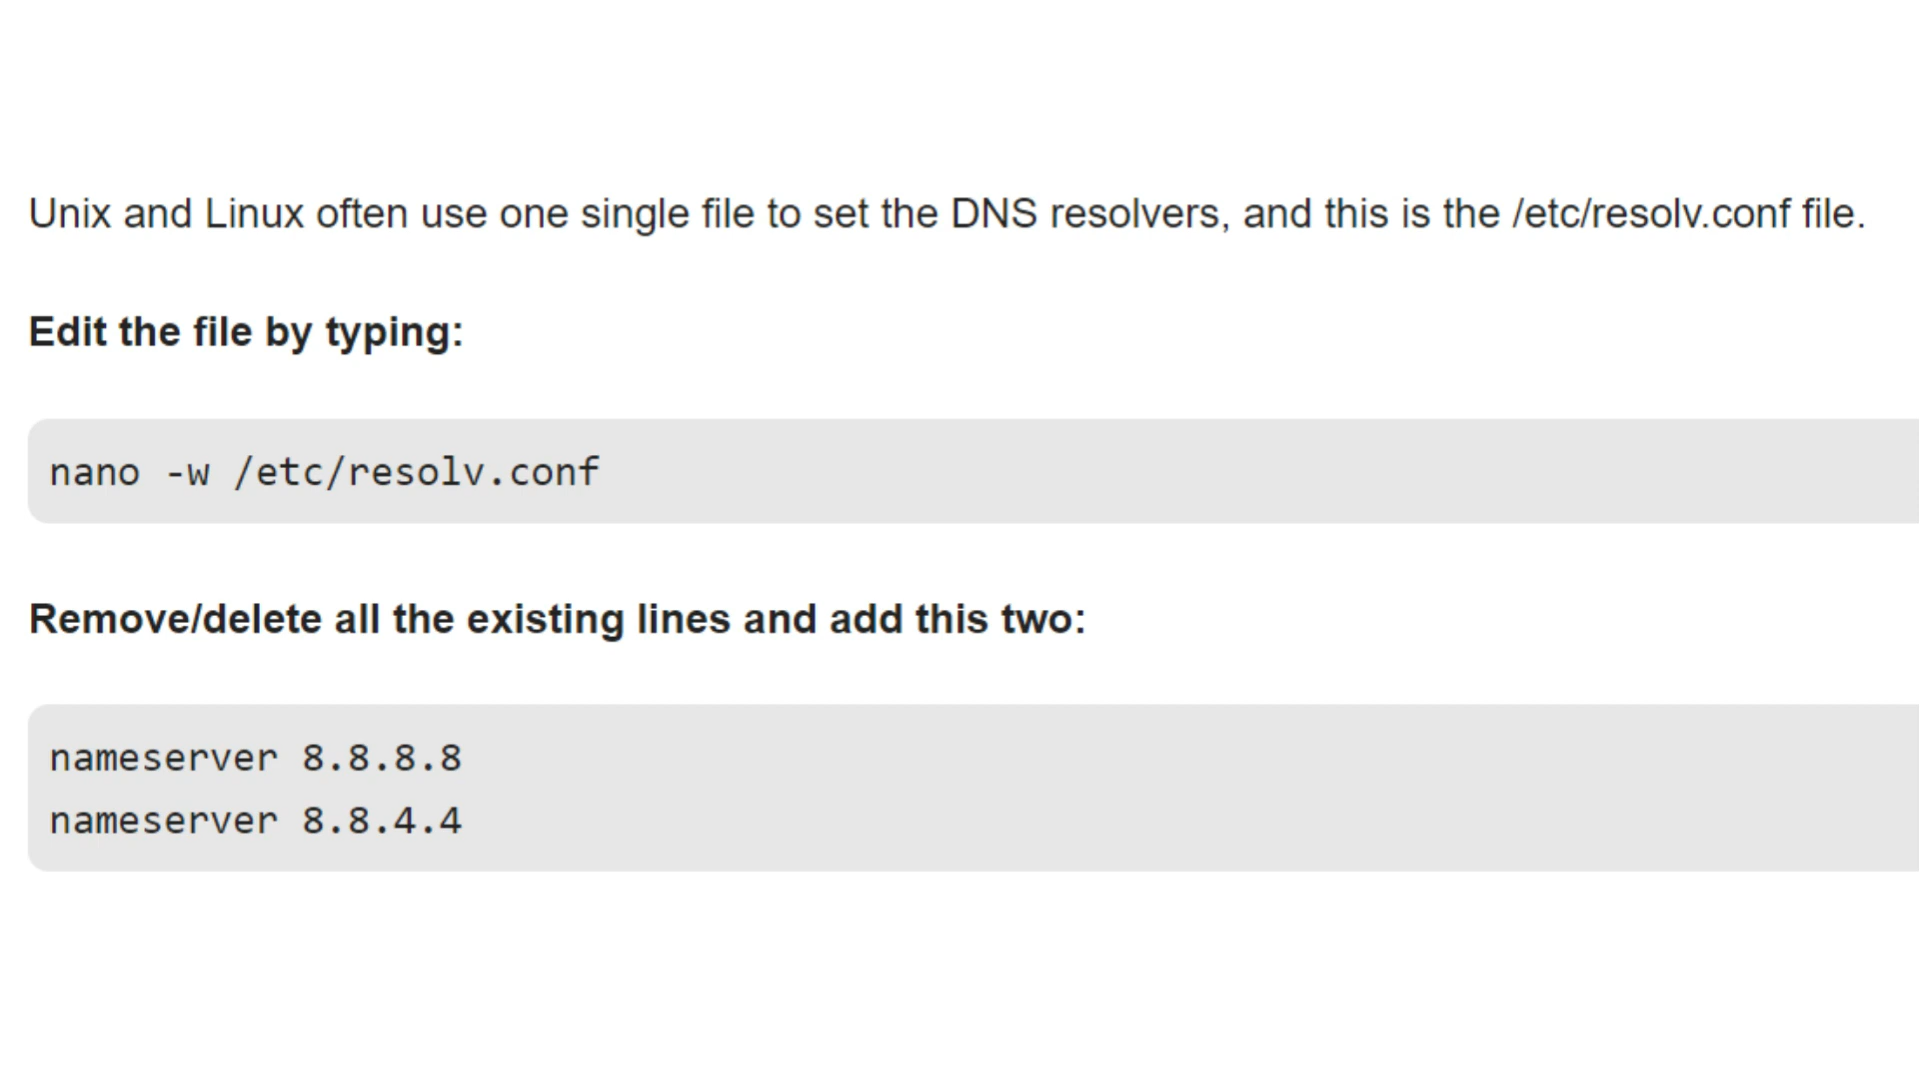 Unix and Linux often use one single file to set the DNS resolvers, and this is the /etc/resolv.conf file.
Edit the file by typing:
nano -w /etc/resolv.conf
Remove/delete all the existing lines and add this two:
nameserver 8.8.8.8
nameserver 8.8.4.4